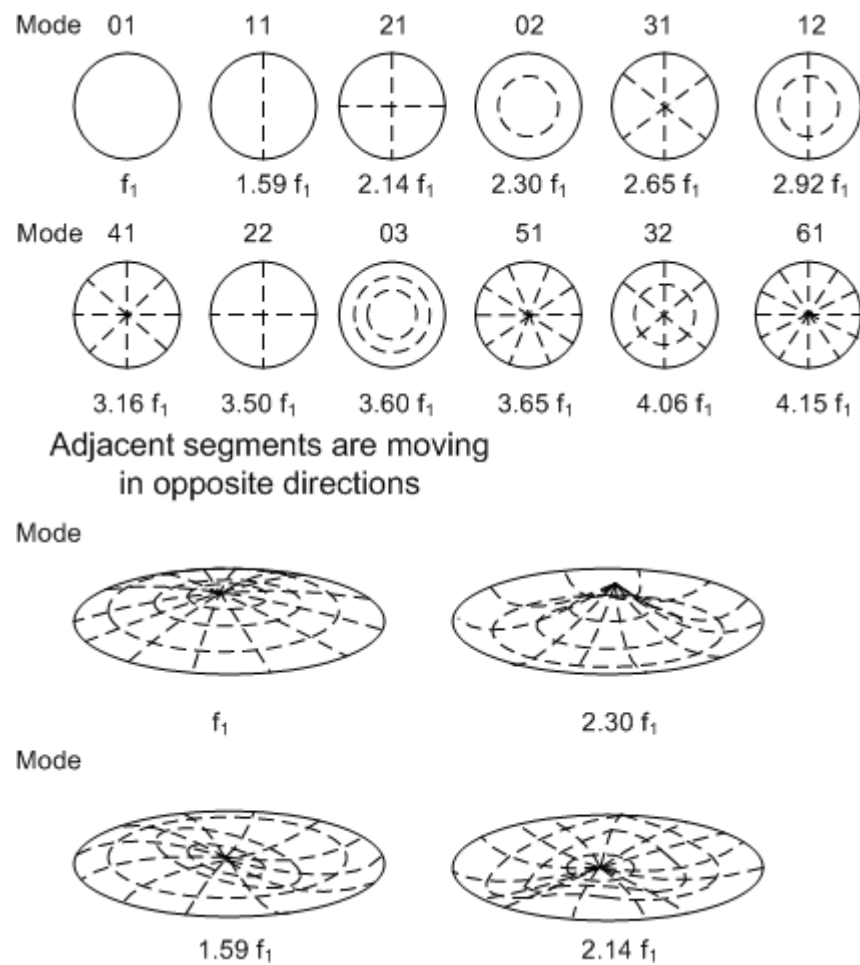 Mode 01 11 21 02 31 12
f₁ 1.59 f₁ 2.14 f₁ 2.30 f₁ 2.65 f₁ 2.92 f₁
Mode 41 22 03 51 32 61
3.16 f₁ 3.50 f₁ 3.60 f₁ 3.65 f₁ 4.06 f₁ 4.15 f₁
Adjacent segments are moving
in opposite directions
Mode
f₁ 2.30 f₁
Mode
1.59 f₁ 2.14 f₁